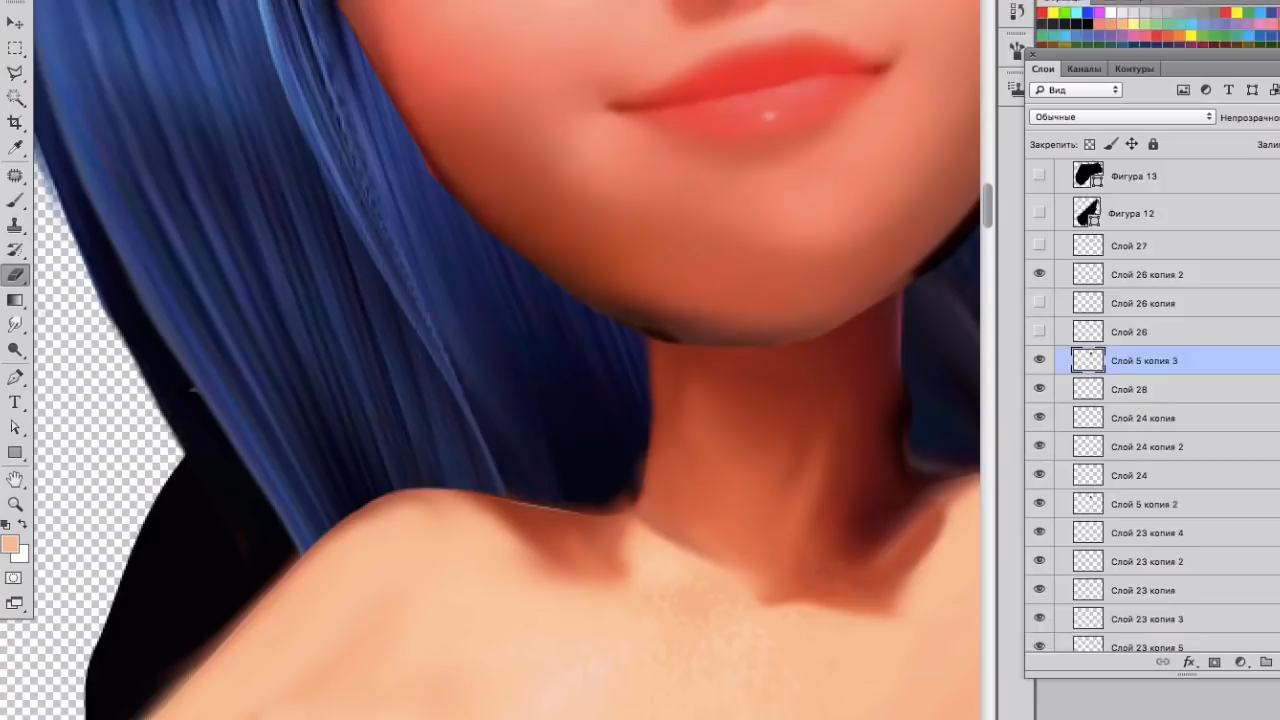 Слои Каналы Контуры
Вид
Обычные Непрозрачно
Закрепить: Зали
Фигура 13
Фигура 12
Слой 27
Слой 26 копия 2
Слой 26 копия
Слой 26
Слой 5 копия 3
Слой 28
Слой 24 копия
Слой 24 копия 2
Слой 24
Слой 5 копия 2
Слой 23 копия 4
Слой 23 копия 2
Слой 23 копия
Слой 23 копия 3
Слой 23 копия 5